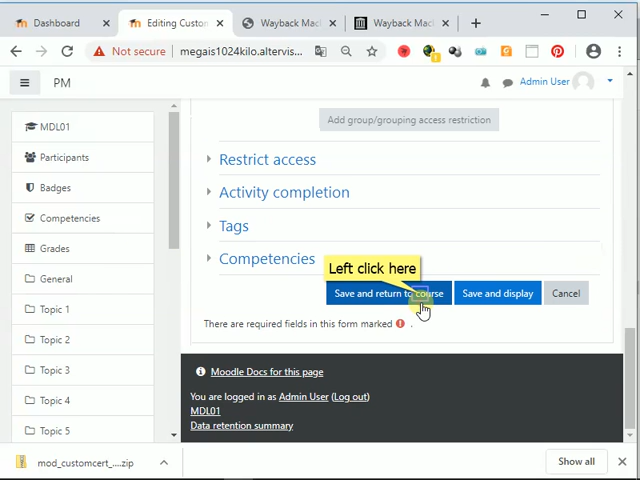 Dashboard
Editing Custo
Wayback Mac
Wayback Mac
Not secure
megais1024kilo.altervis
PM
Admin User
MDL01
Participants
Badges
Competencies
Grades
General
Topic 1
Topic 2
Topic 3
Topic 4
Topic 5
Add group/grouping access restriction
Restrict access
Activity completion
Tags
Competencies
Left click here
Save and return to course
Save and display
Cancel
There are required fields in this form marked .
Moodle Docs for this page
You are logged in as Admin User (Log out)
MDL01
Data retention summary
mod_customcert_....zip
Show all